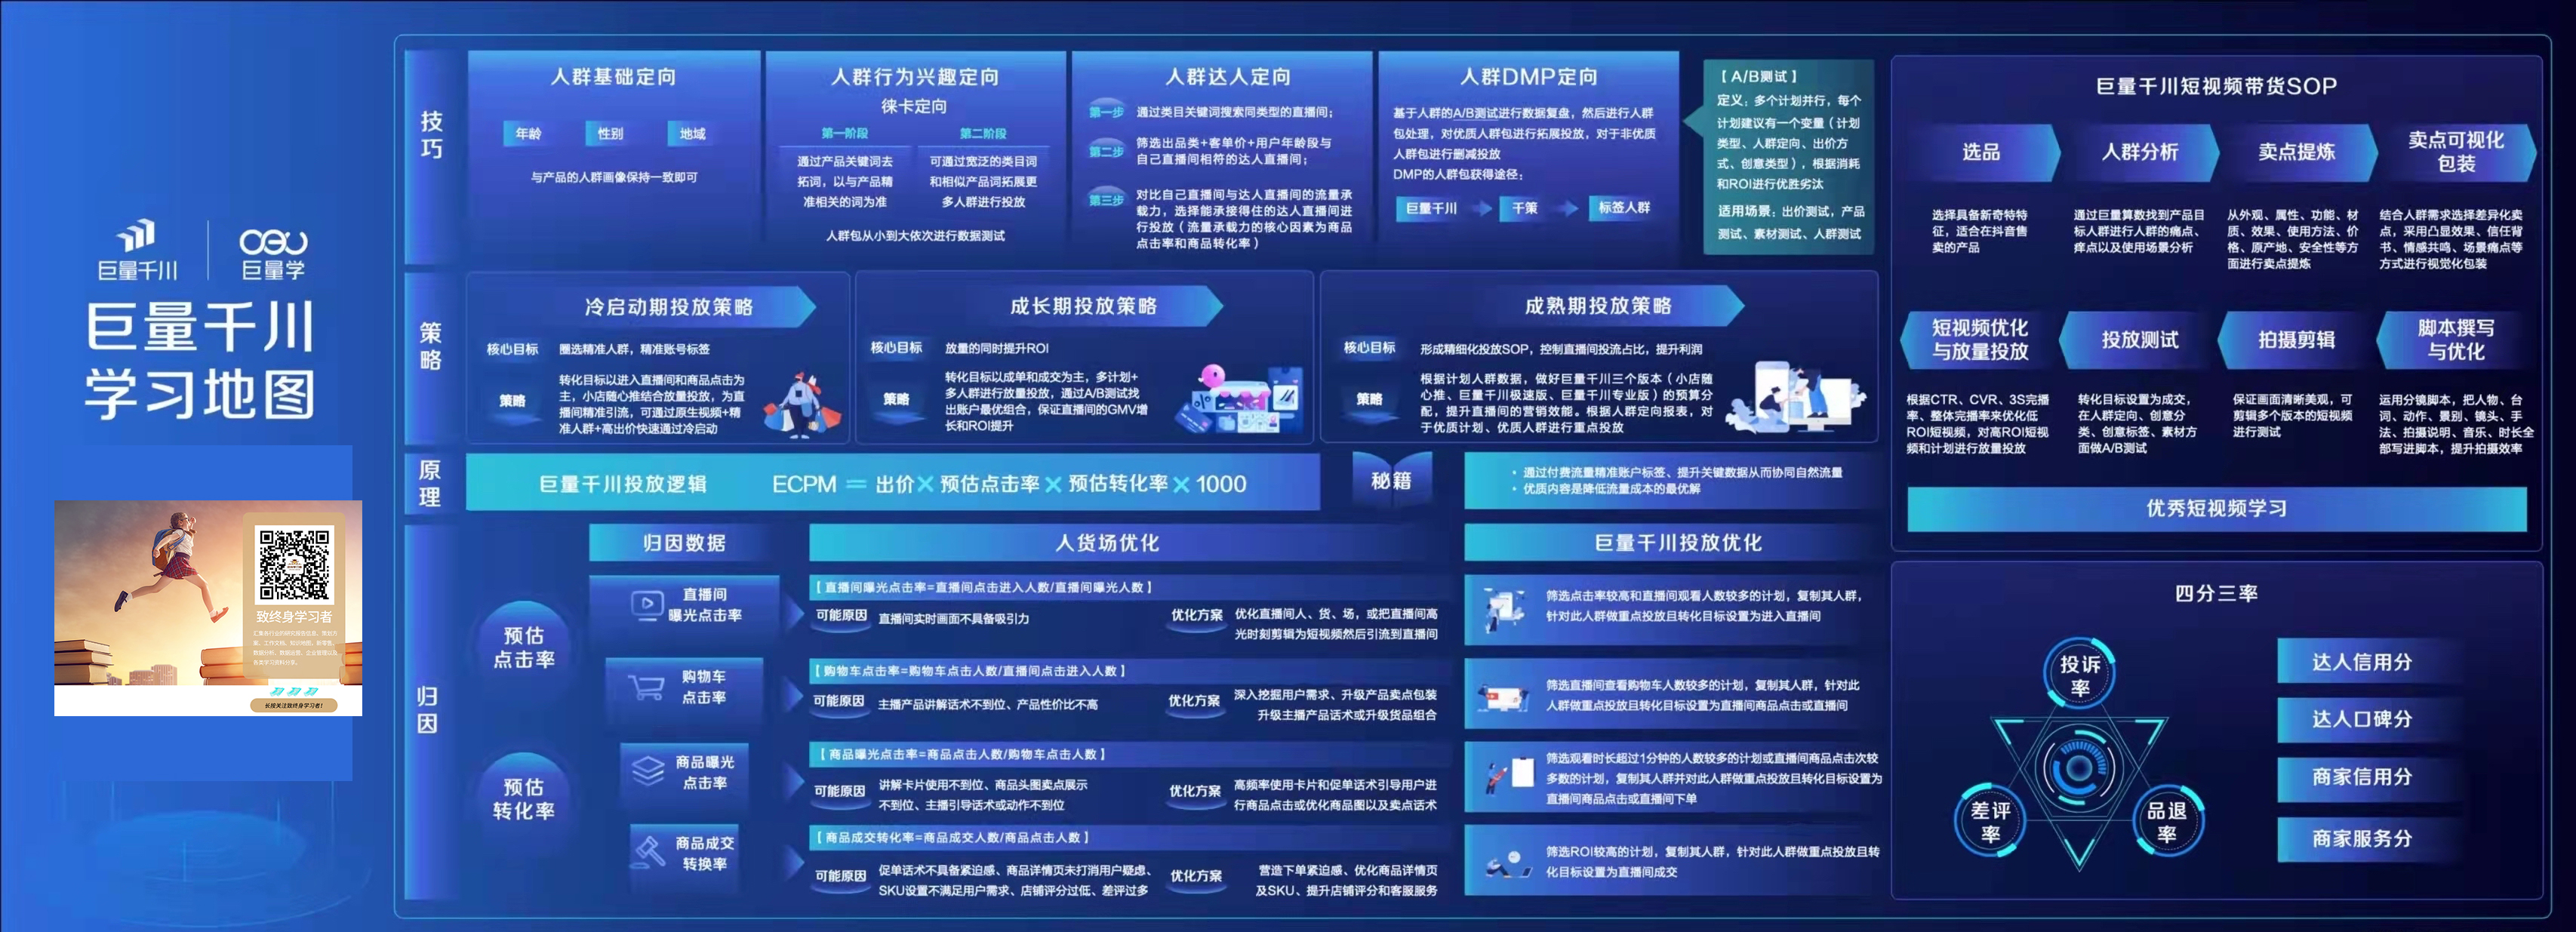 巨量千川
巨量学
巨量千川
学习地图
致终身学习者
长按关注致终身学习者!
技巧
人群基础定向
年龄
性别
地域
与产品的人群画像保持一致即可
人群行为兴趣定向
徕卡定向
第一阶段
通过产品关键词去
拓词，以与产品精
准相关的词为准
第二阶段
可通过宽泛的类目词
和相似产品词拓展更
多人群进行投放
人群包从小到大依次进行数据测试
人群达人定向
第一步
通过类目关键词搜索同类型的直播间；
第二步
筛选出品类+客单价+用户年龄段与
自己直播间相符的达人直播间；
第三步
对比自己直播间与达人直播间的流量承
载力，选择能承接得住的达人直播间进
行投放（流量承载力的核心因素为商品
点击率和商品转化率）
人群DMP定向
基于人群的A/B测试进行数据复盘，然后进行人群
包处理，对优质人群包进行拓展投放，对于非优质
人群包进行删减投放
DMP的人群包获得途径：
巨量千川
千策
标签人群
【A/B测试】
定义：多个计划并行，每个
计划建议有一个变量（计划
类型、人群定向、出价方
式、创意类型），根据消耗
和ROI进行优胜劣汰
适用场景：出价测试，产品
测试、素材测试、人群测试
策略
冷启动期投放策略
核心目标
圈选精准人群，精准账号标签
策略
转化目标以进入直播间和商品点击为
主，小店随心推结合放量投放，为直
播间精准引流，可通过原生视频+精
准人群+高出价快速通过冷启动
成长期投放策略
核心目标
放量的同时提升ROI
策略
转化目标以成单和成交为主，多计划+
多人群进行放量投放，通过A/B测试找
出账户最优组合，保证直播间的GMV增
长和ROI提升
成熟期投放策略
核心目标
形成精细化投放SOP，控制直播间投流占比，提升利润
策略
根据计划人群数据，做好巨量千川三个版本（小店随
心推、巨量千川极速版、巨量千川专业版）的预算分
配，提升直播间的营销效能。根据人群定向报表，对
于优质计划、优质人群进行重点投放
原理
巨量千川投放逻辑
ECPM = 出价×预估点击率×预估转化率×1000
秘籍
• 通过付费流量精准账户标签、提升关键数据从而协同自然流量
• 优质内容是降低流量成本的最优解
归因
归因数据
人货场优化
巨量千川投放优化
预估
点击率
直播间
曝光点击率
【直播间曝光点击率=直播间点击进入人数/直播间曝光人数】
可能原因
直播间实时画面不具备吸引力
优化方案
优化直播间人、货、场，或把直播间高
光时刻剪辑为短视频然后引流到直播间
筛选点击率较高和直播间观看人数较多的计划，复制其人群，
针对此人群做重点投放且转化目标设置为进入直播间
购物车
点击率
【购物车点击率=购物车点击人数/直播间点击进入人数】
可能原因
主播产品讲解话术不到位、产品性价比不高
优化方案
深入挖掘用户需求、升级产品卖点包装
升级主播产品话术或升级货品组合
筛选直播间查看购物车人数较多的计划，复制其人群，针对此
人群做重点投放且转化目标设置为直播间商品点击或直播间
预估
转化率
商品曝光
点击率
【商品曝光点击率=商品点击人数/购物车点击人数】
可能原因
讲解卡片使用不到位、商品头图卖点展示
不到位、主播引导话术或动作不到位
优化方案
高频率使用卡片和促单话术引导用户进
行商品点击或优化商品图以及卖点话术
筛选观看时长超过1分钟的人数较多的计划或直播间商品点击次较
多数的计划，复制其人群并对此人群做重点投放且转化目标设置为
直播间商品点击或直播间下单
商品成交
转换率
【商品成交转化率=商品成交人数/商品点击人数】
可能原因
促单话术不具备紧迫感、商品详情页未打消用户疑虑、
SKU设置不满足用户需求、店铺评分过低、差评过多
优化方案
营造下单紧迫感、优化商品详情页
及SKU、提升店铺评分和客服服务
筛选ROI较高的计划，复制其人群，针对此人群做重点投放且转
化目标设置为直播间成交
巨量千川短视频带货SOP
选品
选择具备新奇特特
征，适合在抖音售
卖的产品
人群分析
通过巨量算数找到产品目
标人群进行人群的痛点、
痒点以及使用场景分析
卖点提炼
从外观、属性、功能、材
质、效果、使用方法、价
格、原产地、安全性等方
面进行卖点提炼
卖点可视化
包装
结合人群需求选择差异化卖
点，采用凸显效果、信任背
书、情感共鸣、场景痛点等
方式进行视觉化包装
短视频优化
与放量投放
根据CTR、CVR、3S完播
率、整体完播率来优化低
ROI短视频，对高ROI短视
频和计划进行放量投放
投放测试
转化目标设置为成交，
在人群定向、创意分
类、创意标签、素材方
面做A/B测试
拍摄剪辑
保证画面清晰美观，可
剪辑多个版本的短视频
进行测试
脚本撰写
与优化
运用分镜脚本，把人物、台
词、动作、景别、镜头、手
法、拍摄说明、音乐、时长全
部写进脚本，提升拍摄效率
优秀短视频学习
四分三率
投诉
率
差评
率
品退
率
达人信用分
达人口碑分
商家信用分
商家服务分